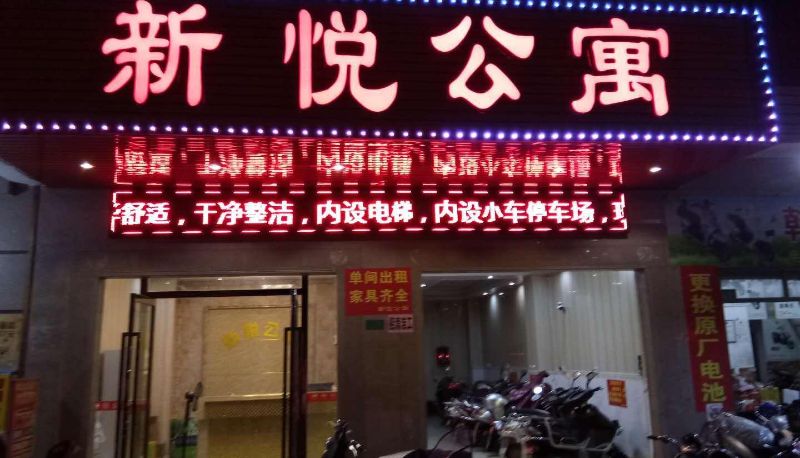 新悦公寓
舒适，干净整洁，内设电梯，内设小车停车场，
单间出租
家具齐全
更换原厂电池